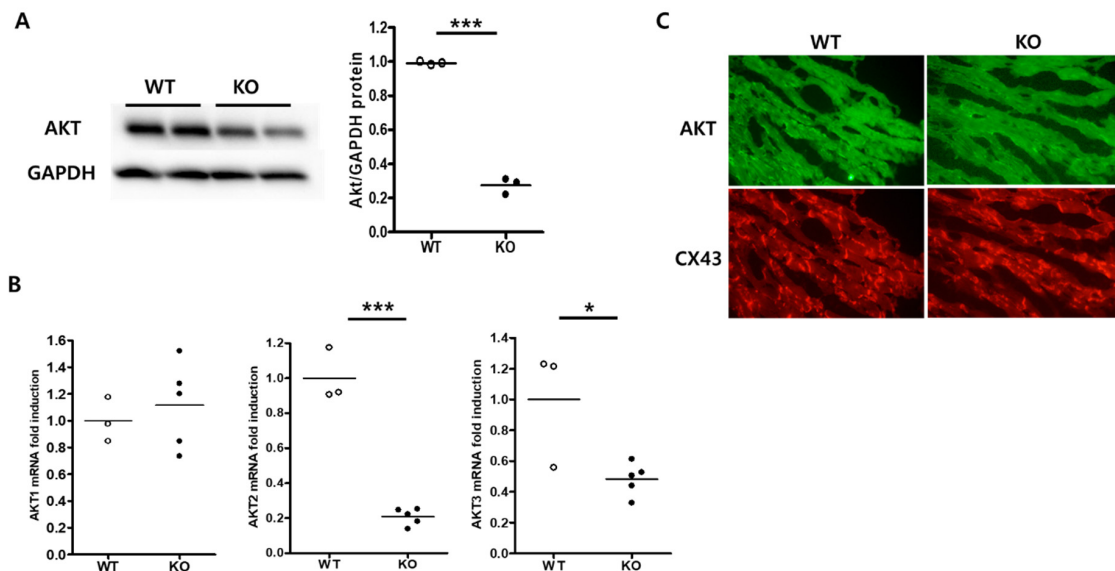 A
WT KO
AKT
GAPDH
***
Akt/GAPDH protein
1.2
1.0
0.8
0.6
0.4
0.2
0.0
WT KO
C
WT KO
AKT
CX43
B
AKT1 mRNA fold induction
1.6
1.4
1.2
1.0
0.8
0.6
0.4
0.2
0.0
WT KO
***
AKT2 mRNA fold induction
1.2
1.0
0.8
0.6
0.4
0.2
0.0
WT KO
*
AKT3 mRNA fold induction
1.4
1.2
1.0
0.8
0.6
0.4
0.2
0.0
WT KO